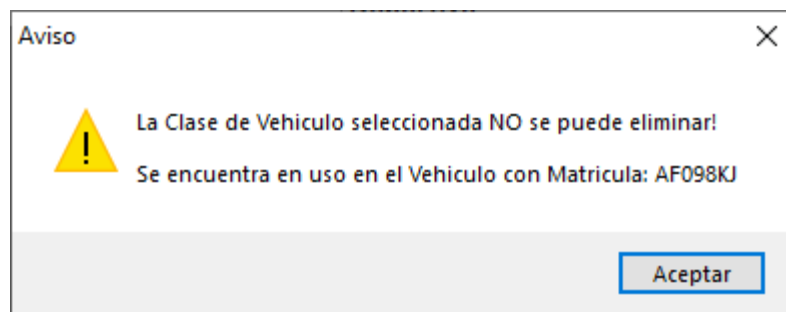 Aviso
La Clase de Vehiculo seleccionada NO se puede eliminar!
Se encuentra en uso en el Vehiculo con Matricula: AF098KJ
Aceptar